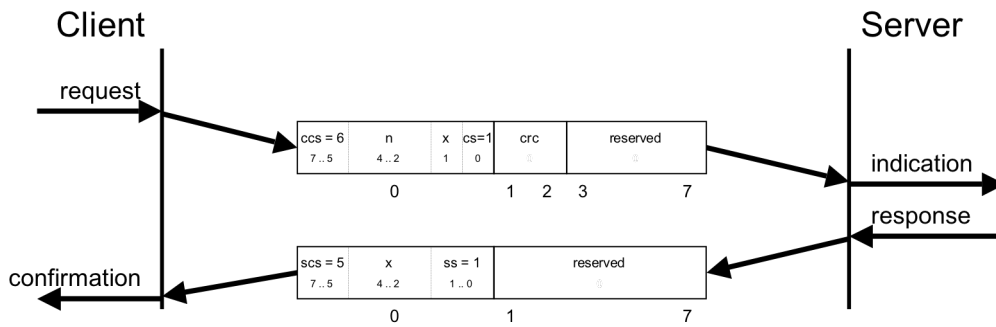 Client Server
request
ccs = 6 n x cs=1 crc reserved
7 .. 5 4 .. 2 1 0
indication
0 1 2 3 7
response
scs = 5 x ss = 1 reserved
confirmation
7 .. 5 4 .. 2 1 .. 0
0 1 7